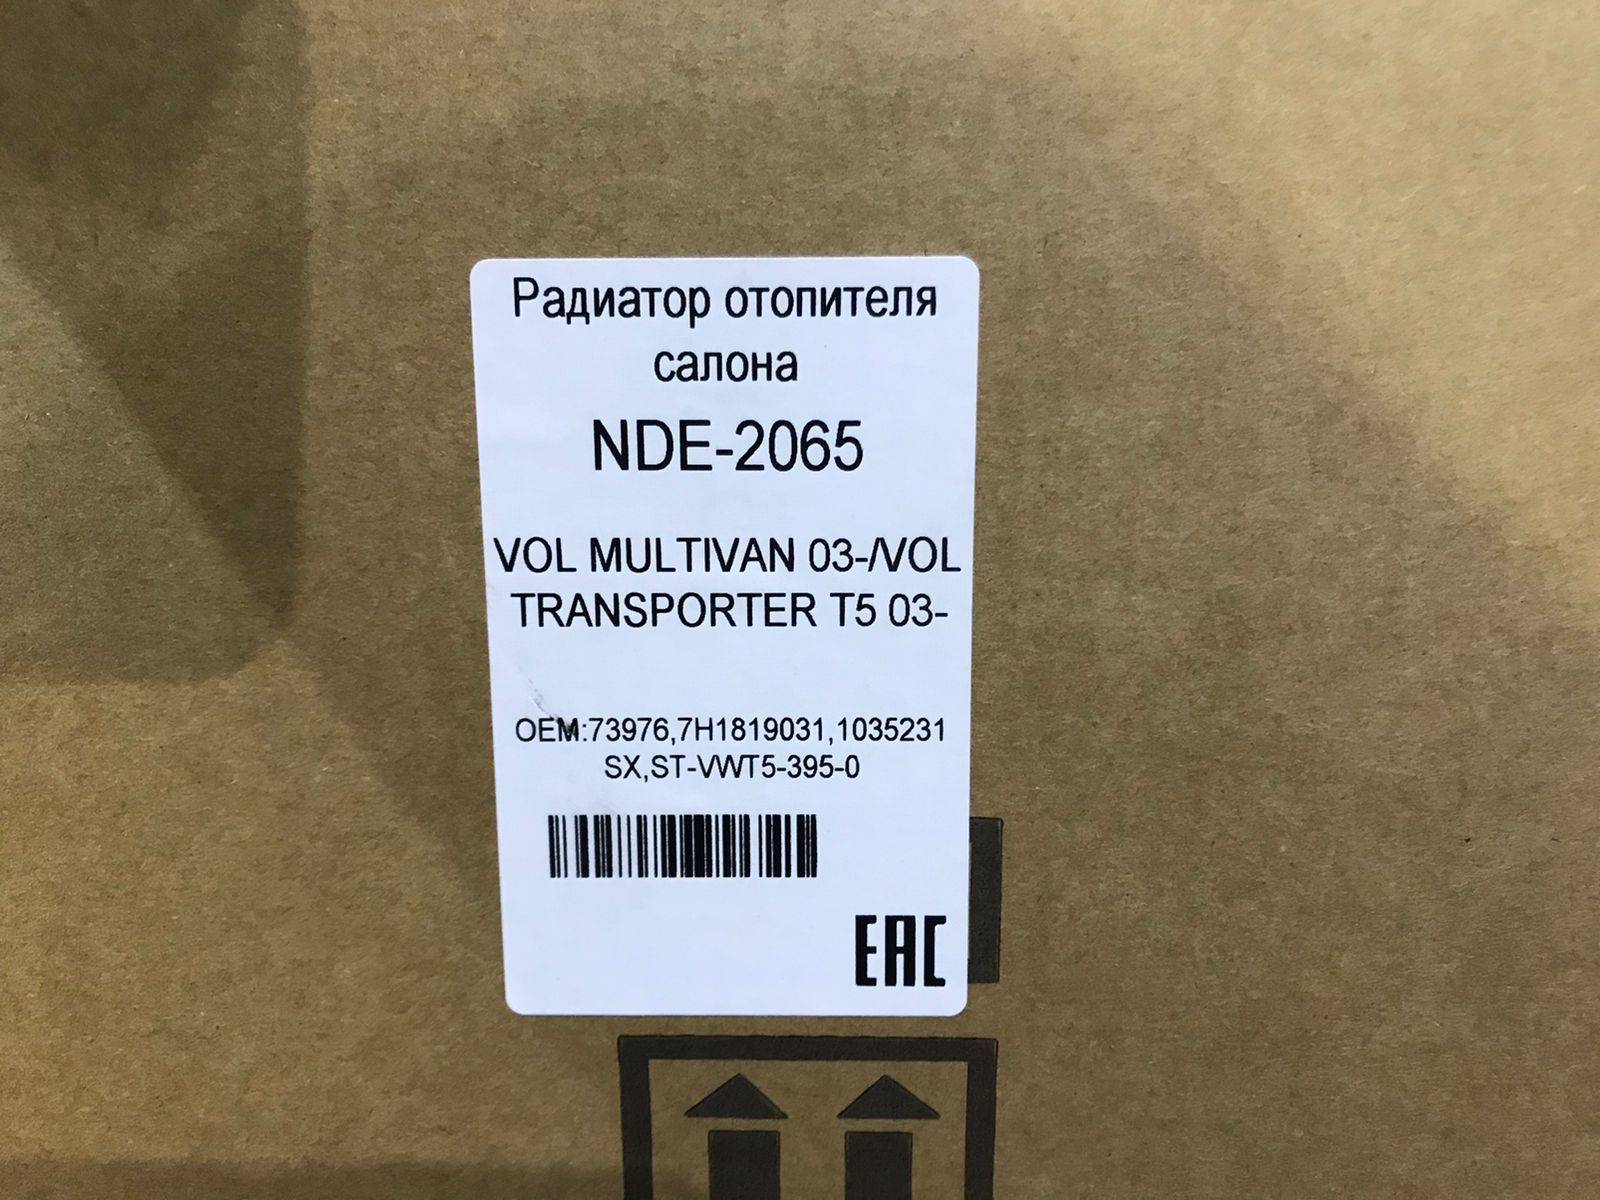 Радиатор отопителя
салона
NDE-2065
VOL MULTIVAN 03-/VOL
TRANSPORTER T5 03-
OEM:73976,7H1819031,1035231
SX,ST-VWT5-395-0
EAC